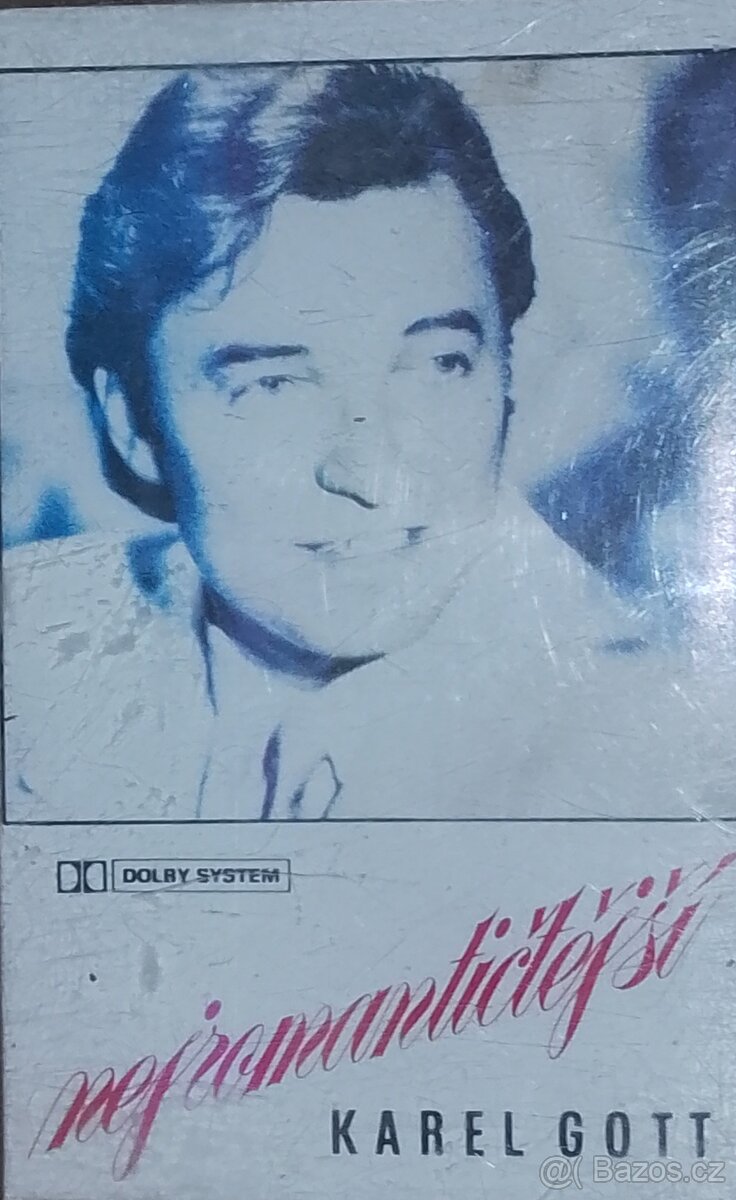 DOLBY SYSTEM
nejromantičtější
KAREL GOTT
@( Bazos.cz